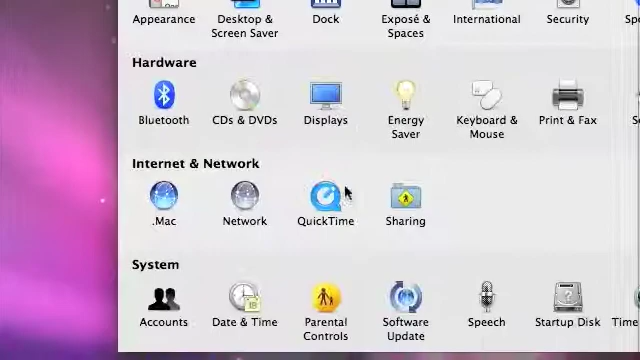 Appearance
Desktop &
Screen Saver
Dock
Exposé &
Spaces
International
Security
Hardware
Bluetooth
CDs & DVDs
Displays
Energy
Saver
Keyboard &
Mouse
Print & Fax
Internet & Network
.Mac
Network
QuickTime
Sharing
System
Accounts
Date & Time
Parental
Controls
Software
Update
Speech
Startup Disk
Time